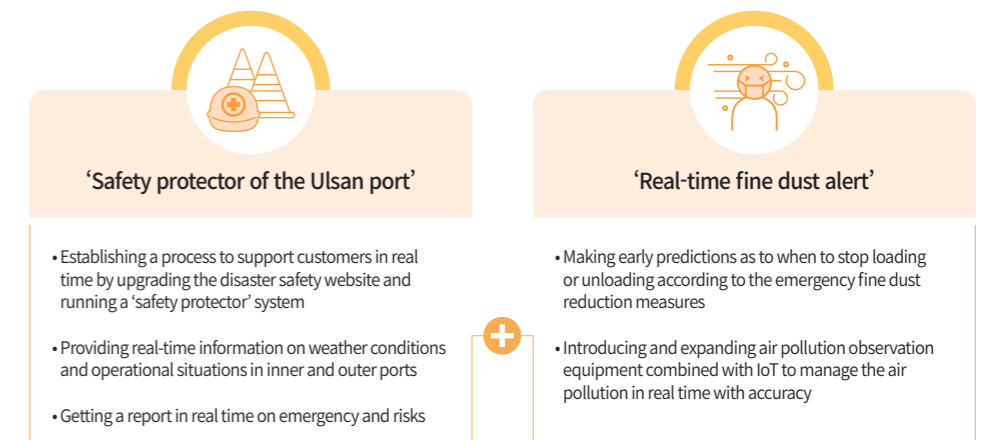 ‘Safety protector of the Ulsan port’
• Establishing a process to support customers in real
time by upgrading the disaster safety website and
running a ‘safety protector’ system
• Providing real-time information on weather conditions
and operational situations in inner and outer ports
• Getting a report in real time on emergency and risks
‘Real-time fine dust alert’
• Making early predictions as to when to stop loading
or unloading according to the emergency fine dust
reduction measures
• Introducing and expanding air pollution observation
equipment combined with IoT to manage the air
pollution in real time with accuracy